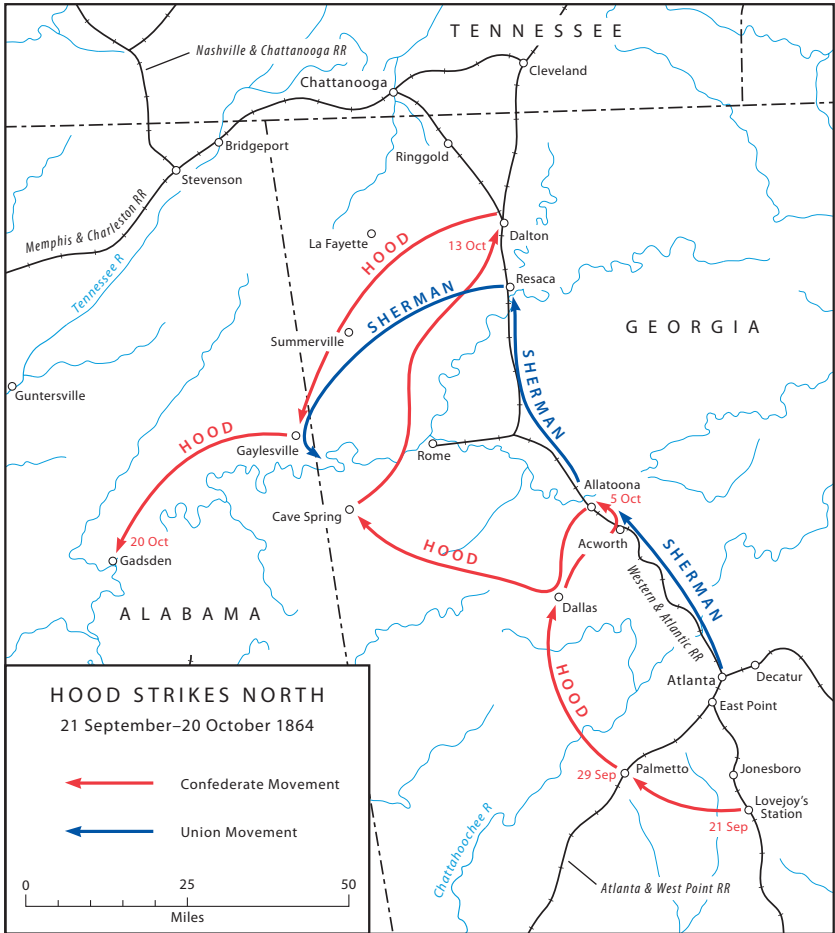 TENNESSEE
Nashville & Chattanooga RR
Cleveland
Chattanooga
Bridgeport
Ringgold
Stevenson
Memphis & Charleston RR
La Fayette
HOOD
13 Oct
Dalton
Tennessee R
SHERMAN
Resaca
GEORGIA
Summerville
SHERMAN
Guntersville
HOOD
Gaylesville
Rome
Allatoona
5 Oct
Cave Spring
Acworth
20 Oct
HOOD
SHERMAN
Gadsden
Western & Atlantic RR
Dallas
ALABAMA
Atlanta
Decatur
HOOD
East Point
29 Sep
Palmetto
Jonesboro
Lovejoy's
Station
21 Sep
Chattahoochee R
Atlanta & West Point RR
HOOD STRIKES NORTH
21 September–20 October 1864
Confederate Movement
Union Movement
0 25 50
Miles